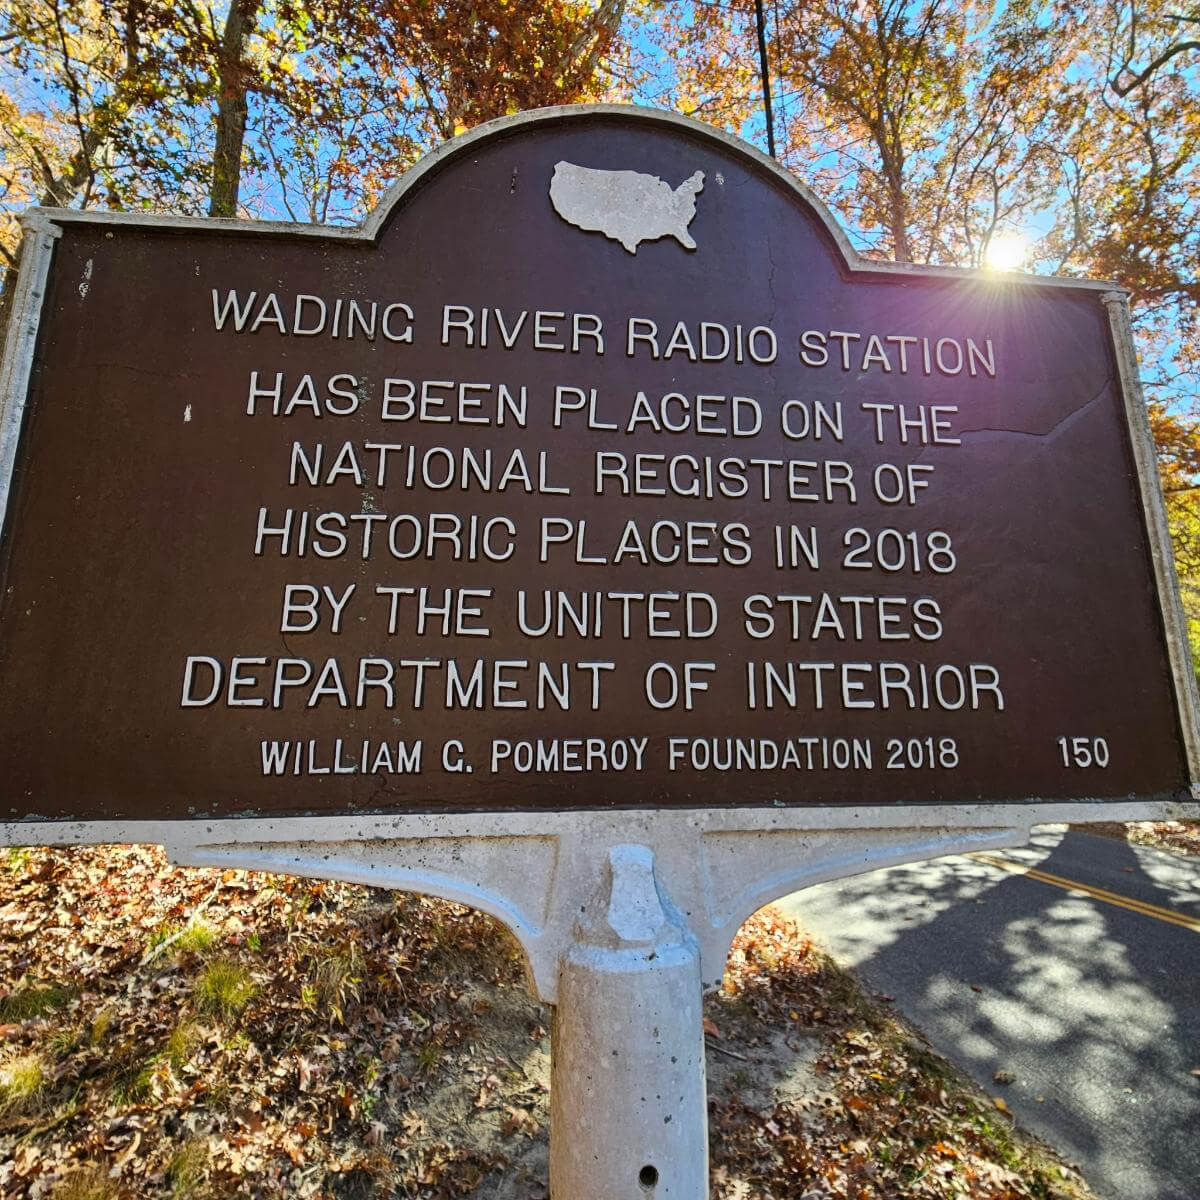 WADING RIVER RADIO STATION
HAS BEEN PLACED ON THE
NATIONAL REGISTER OF
HISTORIC PLACES IN 2018
BY THE UNITED STATES
DEPARTMENT OF INTERIOR
WILLIAM G. POMEROY FOUNDATION 2018 150